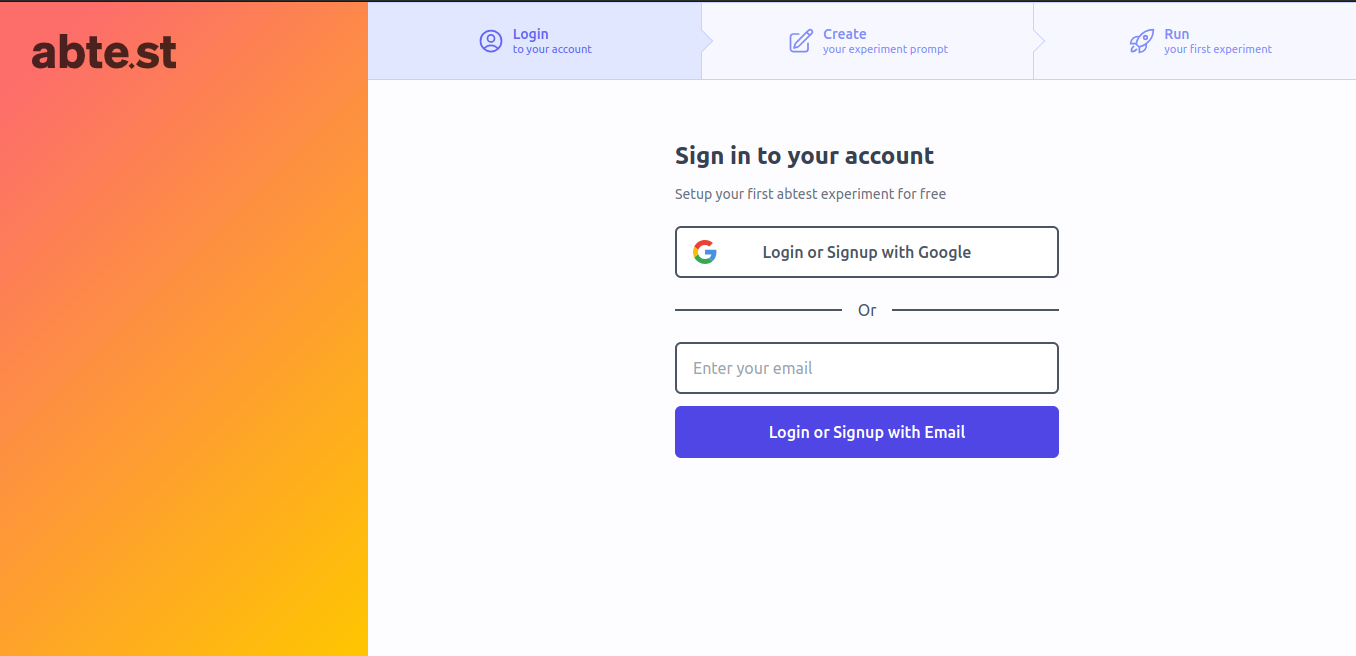 abte.st
Login
to your account
Create
your experiment prompt
Run
your first experiment
Sign in to your account
Setup your first abtest experiment for free
Login or Signup with Google
Or
Enter your email
Login or Signup with Email